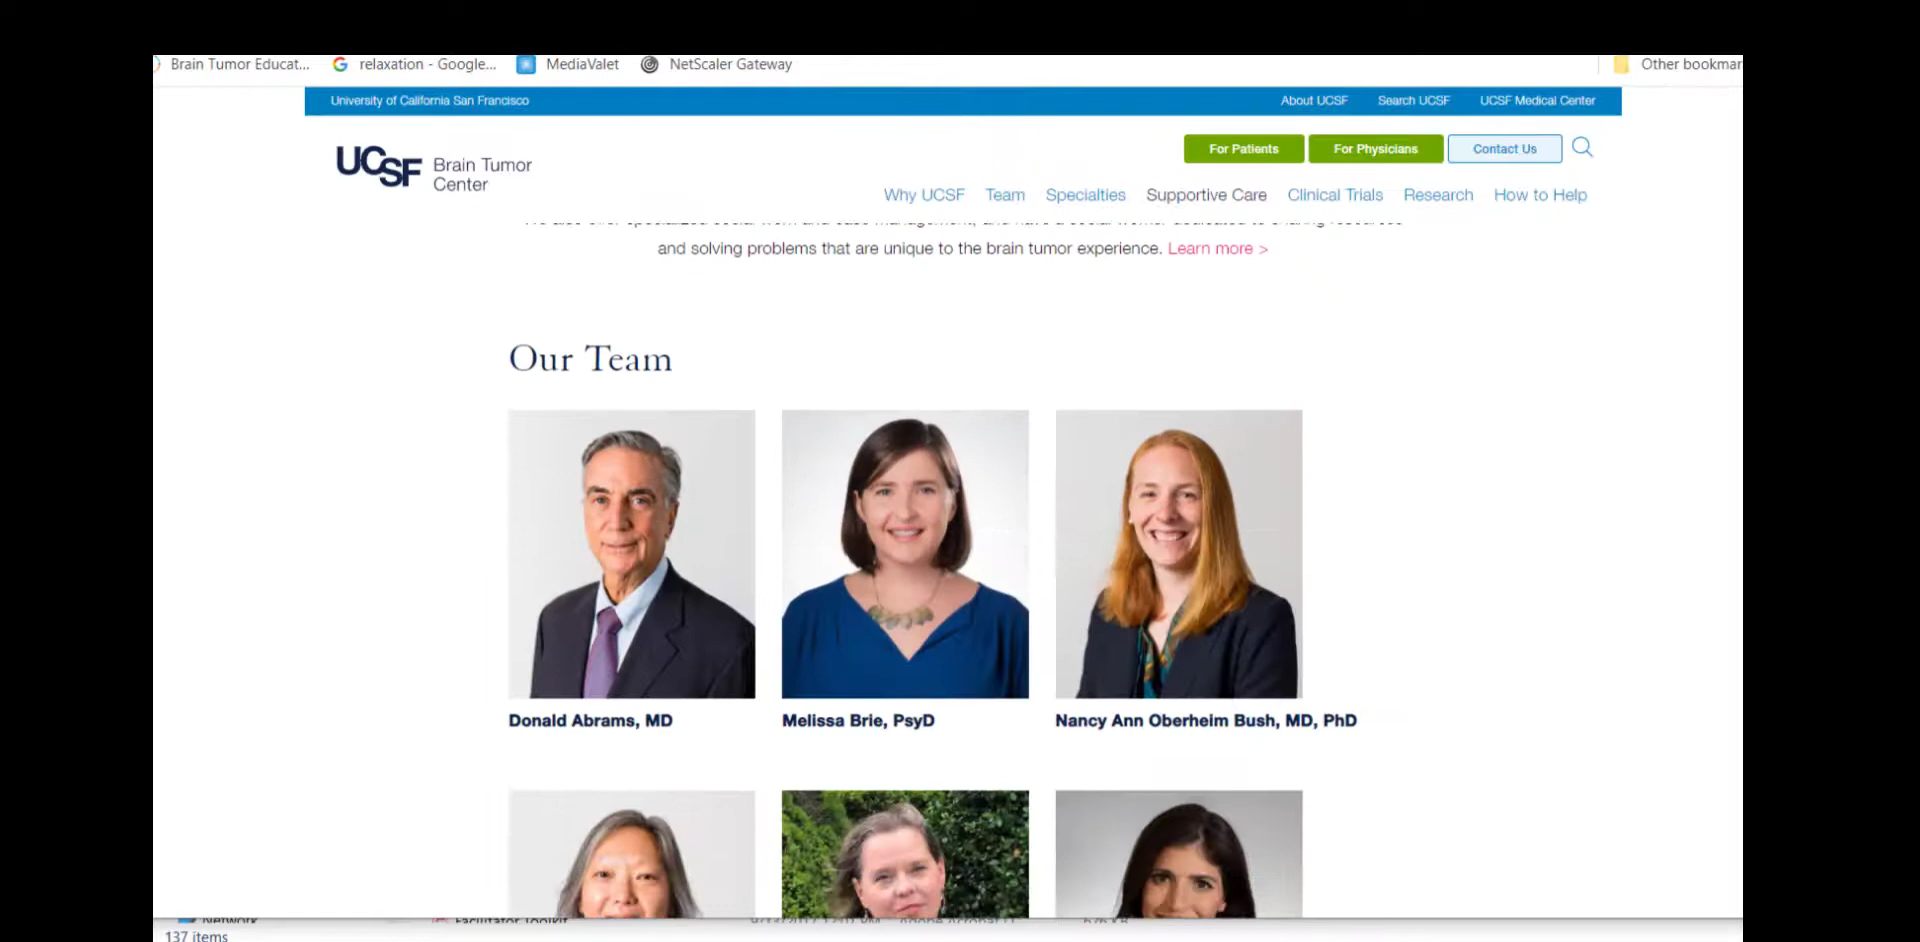 Brain Tumor Educat... relaxation - Google... MediaValet NetScaler Gateway Other bookmar
University of California San Francisco About UCSF Search UCSF UCSF Medical Center
For Patients For Physicians Contact Us
UCSF Brain Tumor
Center
Why UCSF Team Specialties Supportive Care Clinical Trials Research How to Help
and solving problems that are unique to the brain tumor experience. Learn more >
Our Team
Donald Abrams, MD Melissa Brie, PsyD Nancy Ann Oberheim Bush, MD, PhD
Network Facilitator Toolkit
137 items